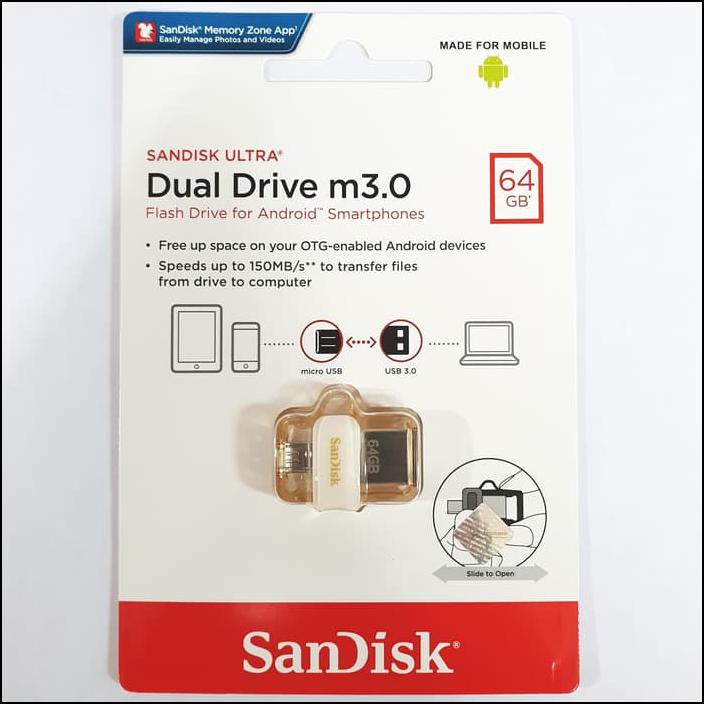 SanDisk® Memory Zone App¹
Easily Manage Photos and Videos
MADE FOR MOBILE
SANDISK ULTRA®
Dual Drive m3.0
Flash Drive for Android™ Smartphones
64
GB*
• Free up space on your OTG-enabled Android devices
• Speeds up to 150MB/s** to transfer files
from drive to computer
micro USB
USB 3.0
SanDisk
64GB
Slide to Open
SanDisk®